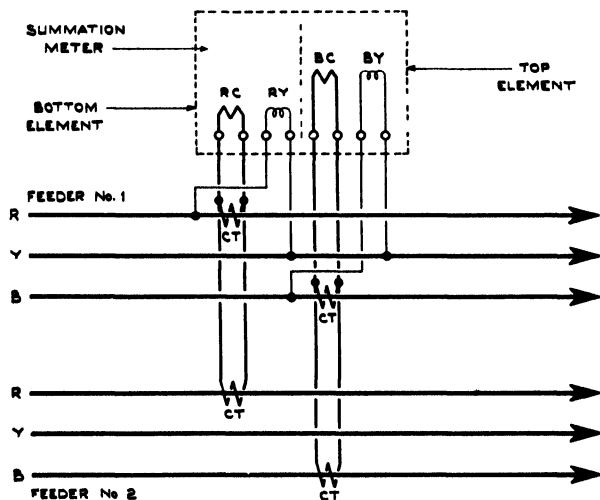 SUMMATION
METER
BOTTOM
ELEMENT
TOP
ELEMENT
RC
RY
BC
BY
FEEDER No. 1
R
CT
Y
B
CT
R
CT
Y
B
CT
FEEDER No 2